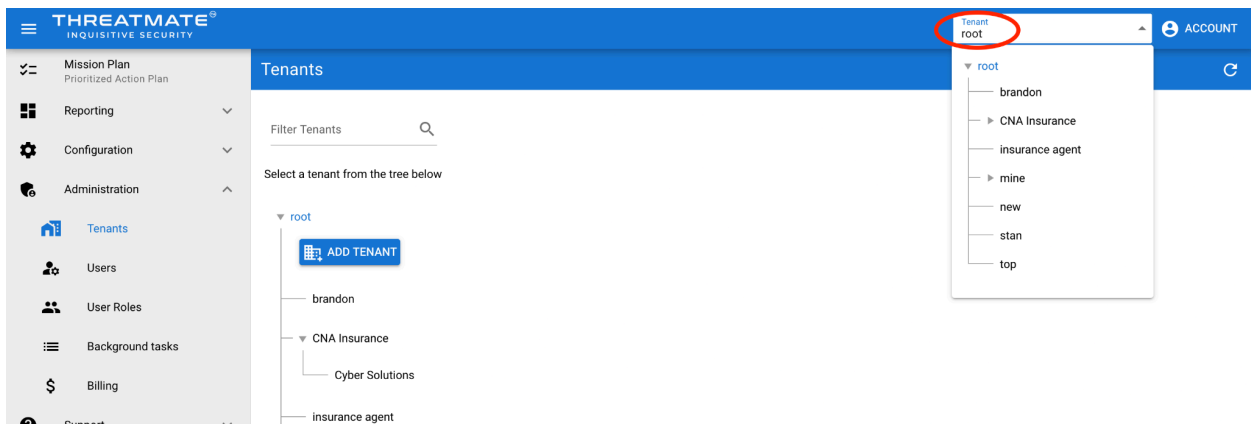 THREATMATE
INQUISITIVE SECURITY
Tenant
root
ACCOUNT
Mission Plan
Prioritized Action Plan
Reporting
Configuration
Administration
Tenants
Users
User Roles
Background tasks
Billing
Support
Tenants
Filter Tenants
Select a tenant from the tree below
root
ADD TENANT
brandon
CNA Insurance
Cyber Solutions
insurance agent
root
brandon
CNA Insurance
insurance agent
mine
new
stan
top